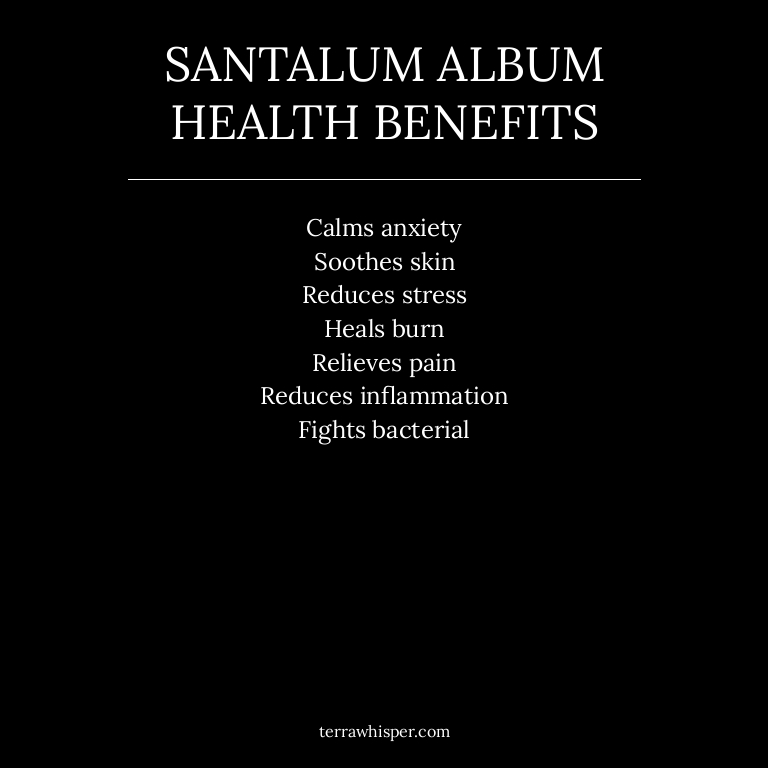 SANTALUM ALBUM
HEALTH BENEFITS
Calms anxiety
Soothes skin
Reduces stress
Heals burn
Relieves pain
Reduces inflammation
Fights bacterial
terrawhisper.com